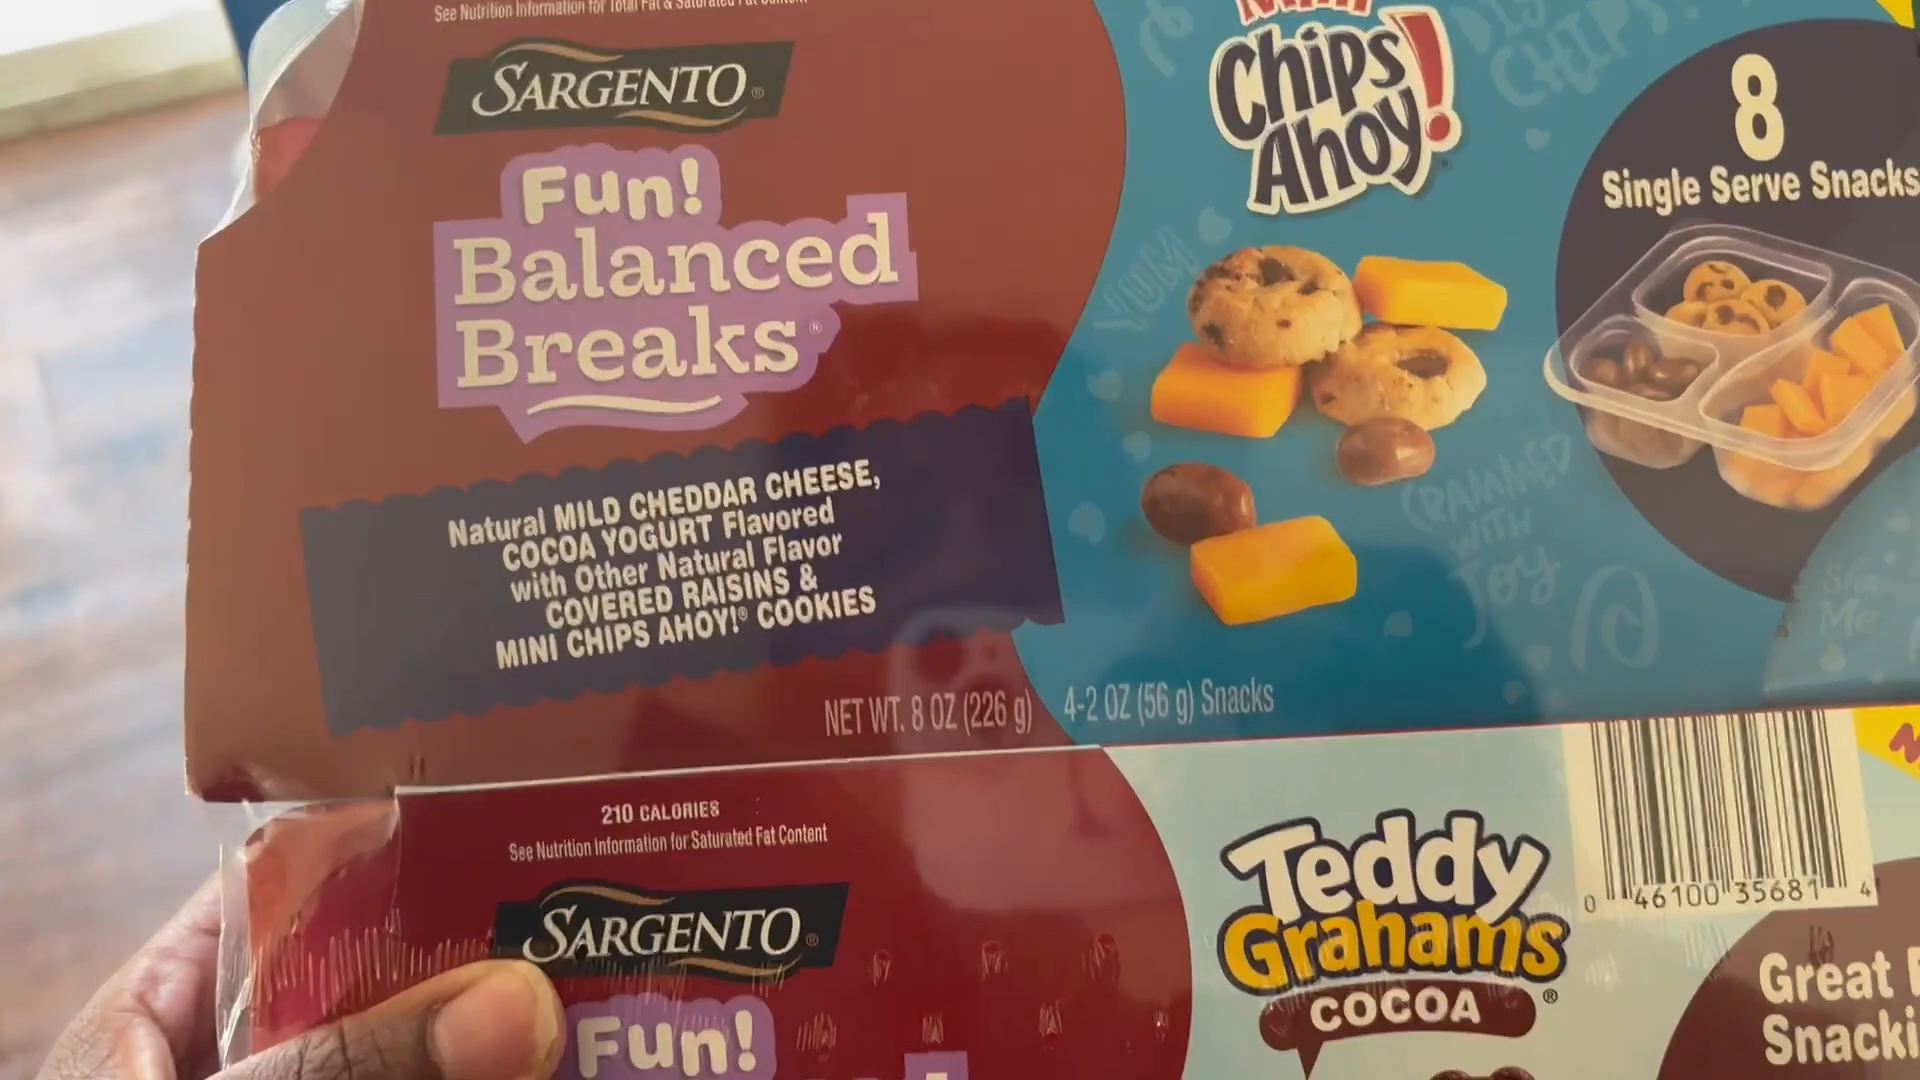 See Nutrition Information for Total Fat & Saturated Fat Content
SARGENTO®
Fun!
Balanced
Breaks®
Natural MILD CHEDDAR CHEESE,
COCOA YOGURT Flavored
with Other Natural Flavor
COVERED RAISINS &
MINI CHIPS AHOY!® COOKIES
NET WT. 8 OZ (226 g)
4-2 OZ (56 g) Snacks
Chips
Ahoy!
8
Single Serve Snacks
YUM
CHIPS
CRAMMED
WITH
Joy
Me
210 CALORIES
See Nutrition Information for Saturated Fat Content
SARGENTO®
Fun!
Teddy
Grahams®
COCOA
0 46100 35681 4
Great
Snacki